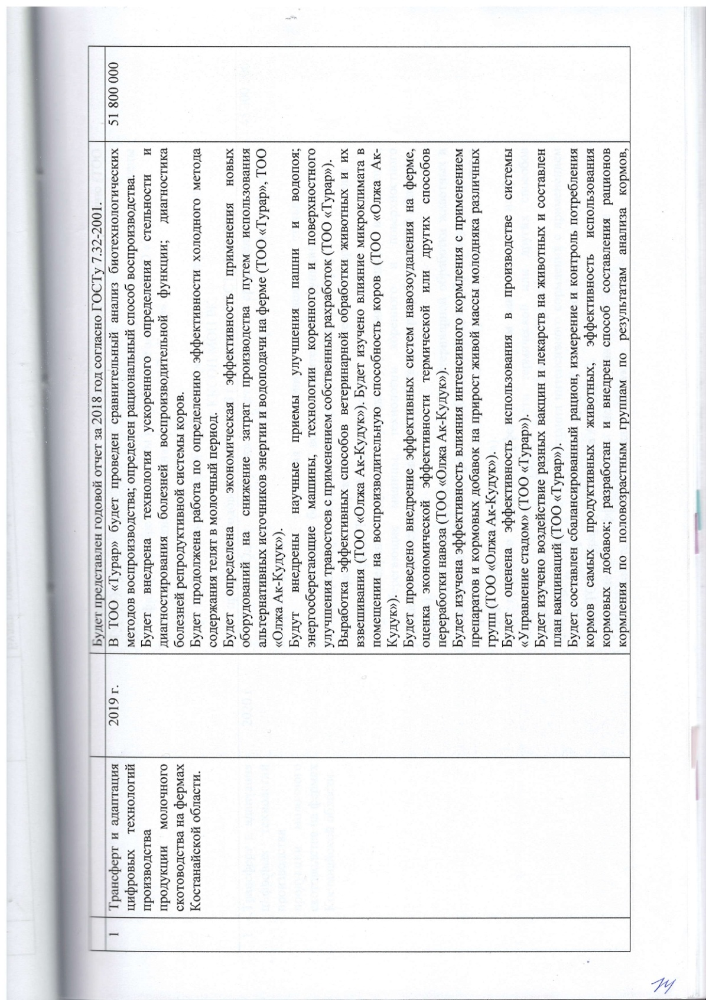 Будет представлен годовой отчет за 2018 год согласно ГОСТу 7.32-2001.
1
Трансферт и адаптация
цифровых технологий
производства
продукции молочного
скотоводства на фермах
Костанайской области.
2019 г.
В ТОО «Турар» будет проведен сравнительный анализ биотехнологических
методов воспроизводства; определен рациональный способ воспроизводства.
Будет внедрена технология ускоренного определения стельности и
диагностирования болезней воспроизводительной функции; диагностика
болезней репродуктивной системы коров.
Будет продолжена работа по определению эффективности холодного метода
содержания телят в молочный период.
Будет определена экономическая эффективность применения новых
оборудований на снижение затрат производства путем использования
альтернативных источников энергии и водоподачи на ферме (ТОО «Турар», ТОО
«Олжа Ак-Кудук»).
Будут внедрены научные приемы улучшения пашни и водопоя;
энергосберегающие машины, технологии коренного и поверхностного
улучшения травостоев с применением собственных рахработок (ТОО «Турар»).
Выработка эффективных способов ветеринарной обработки животных и их
взвешивания (ТОО «Олжа Ак-Кудук»). Будет изучено влияние микроклимата в
помещении на воспроизводительную способность коров (ТОО «Олжа Ак-
Кудук»).
Будет проведено внедрение эффективных систем навозоудаления на ферме,
оценка экономической эффективности термической или других способов
переработки навоза (ТОО «Олжа Ак-Кудук»).
Будет изучена эффективность влияния интенсивного кормления с применением
препаратов и кормовых добавок на прирост живой массы молодняка различных
групп (ТОО «Олжа Ак-Кудук»).
Будет оценена эффективность использования в производстве системы
«Управление стадом» (ТОО «Турар»).
Будет изучено воздействие разных вакцин и лекарств на животных и составлен
план вакцинаций (ТОО «Турар»).
Будет составлен сбалансированный рацион, измерение и контроль потребления
кормов самых продуктивных животных, эффективность использования
кормовых добавок; разработан и внедрен способ составления рационов
кормления по половозрастным группам по результатам анализа кормов,
51 800 000